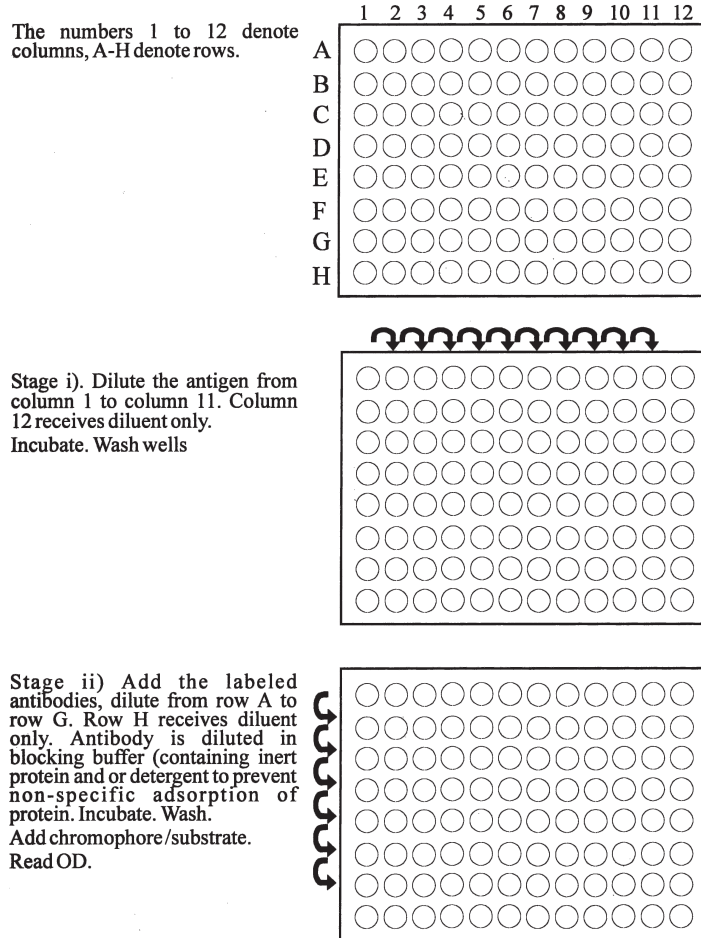 1 2 3 4 5 6 7 8 9 10 11 12
The numbers 1 to 12 denote
columns, A-H denote rows.
A
B
C
D
E
F
G
H
Stage i). Dilute the antigen from
column 1 to column 11. Column
12 receives diluent only.
Incubate. Wash wells
Stage ii) Add the labeled
antibodies, dilute from row A to
row G. Row H receives diluent
only. Antibody is diluted in
blocking buffer (containing inert
protein and or detergent to prevent
non-specific adsorption of
protein. Incubate. Wash.
Add chromophore/substrate.
Read OD.